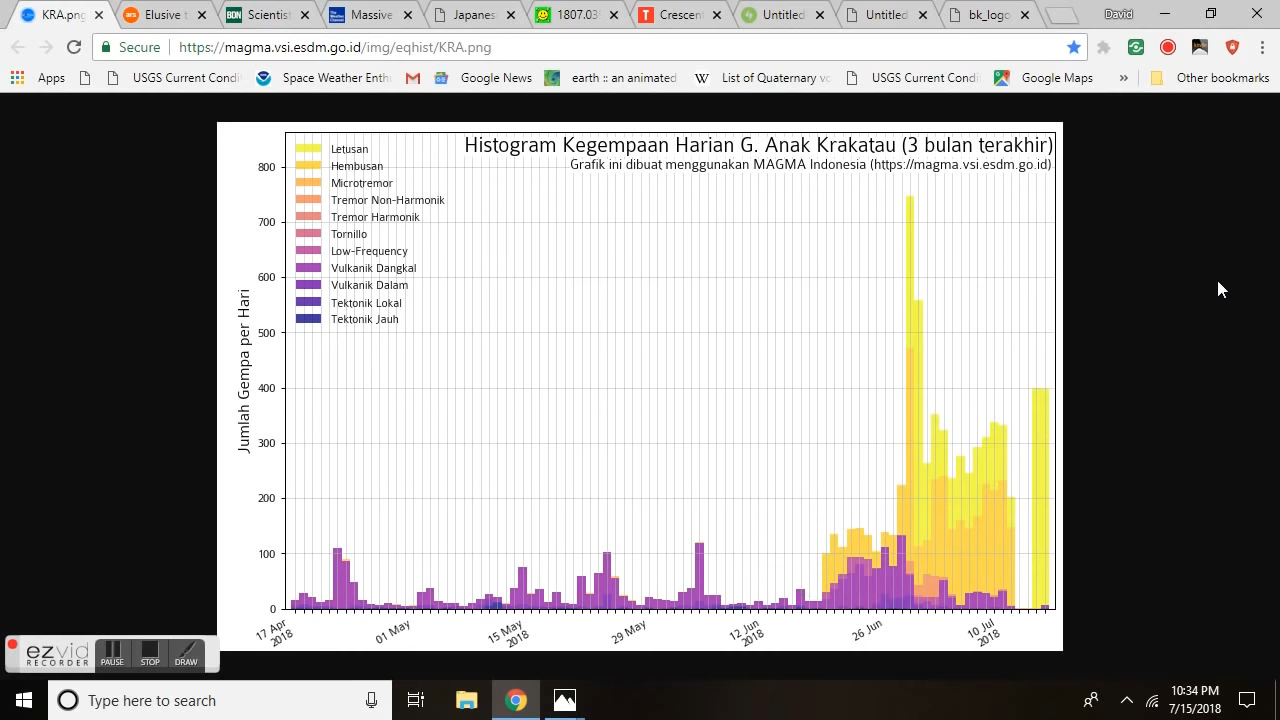 KRA.png
Elusive t
Scientist
Massive
Japanes
1807.0
Crescen
Untitled
Untitled
bk_logo
David
Secure
https://magma.vsi.esdm.go.id/img/eqhist/KRA.png
Apps
USGS Current Condi
Space Weather Enth
Google News
earth :: an animated
List of Quaternary vo
USGS Current Condi
Google Maps
»
Other bookmarks
Histogram Kegempaan Harian G. Anak Krakatau (3 bulan terakhir)
Grafik ini dibuat menggunakan MAGMA Indonesia (https://magma.vsi.esdm.go.id)
Letusan
Hembusan
Microtremor
Tremor Non-Harmonik
Tremor Harmonik
Tornillo
Low-Frequency
Vulkanik Dangkal
Vulkanik Dalam
Tektonik Lokal
Tektonik Jauh
Jumlah Gempa per Hari
800
700
600
500
400
300
200
100
0
17 Apr
2018
01 May
15 May
2018
29 May
12 Jun
2018
26 Jun
10 Jul
2018
ezvid
RECORDER
PAUSE
STOP
DRAW
Type here to search
10:34 PM
7/15/2018